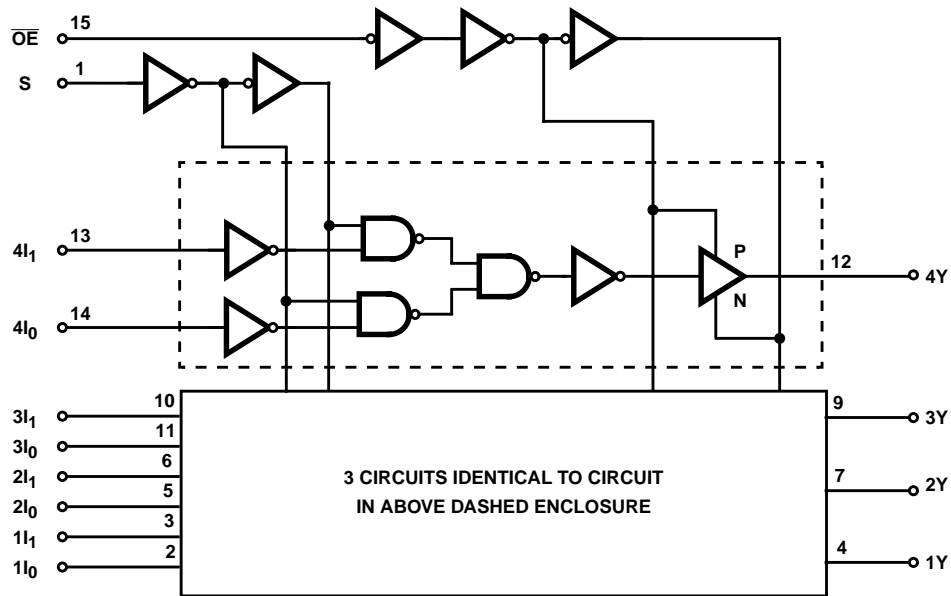 O̅E̅ 15
S 1
4I₁ 13
P
12 4Y
N
4I₀ 14
3I₁ 10
9 3Y
3I₀ 11
2I₁ 6
3 CIRCUITS IDENTICAL TO CIRCUIT
7 2Y
2I₀ 5
IN ABOVE DASHED ENCLOSURE
1I₁ 3
4 1Y
1I₀ 2